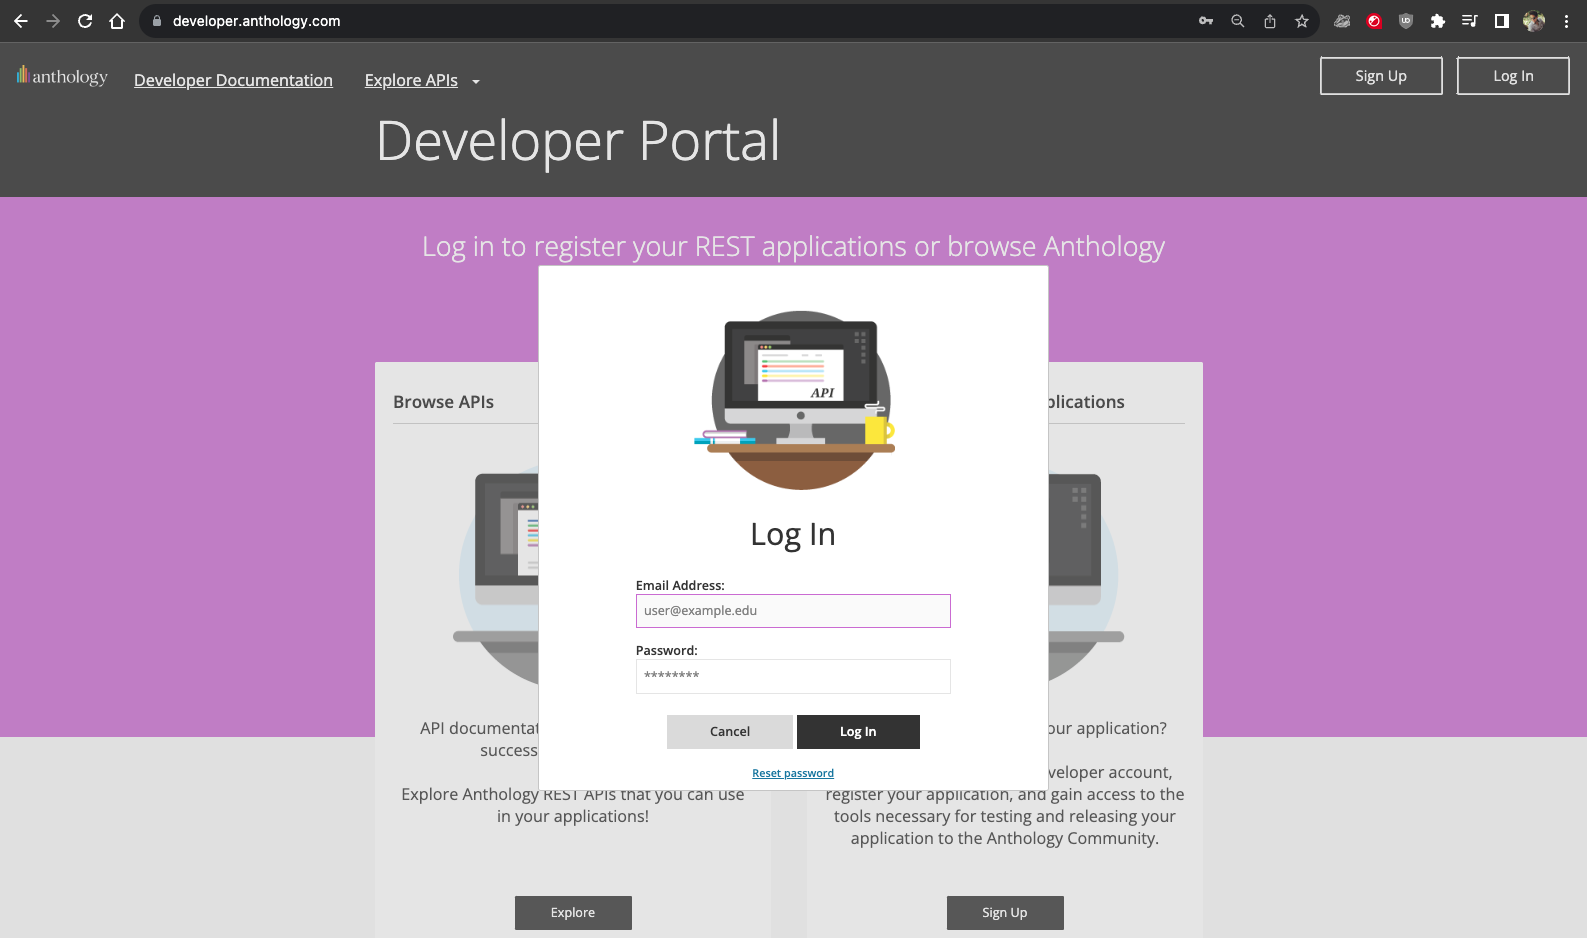 developer.anthology.com
anthology
Developer Documentation
Explore APIs
Sign Up
Log In
Developer Portal
Log in to register your REST applications or browse Anthology
Browse APIs
plications
API
Log In
Email Address:
user@example.edu
Password:
********
Cancel
Log In
Reset password
API documentat
success
Explore Anthology REST APIs that you can use
in your applications!
our application?
veloper account,
register your application, and gain access to the
tools necessary for testing and releasing your
application to the Anthology Community.
Explore
Sign Up